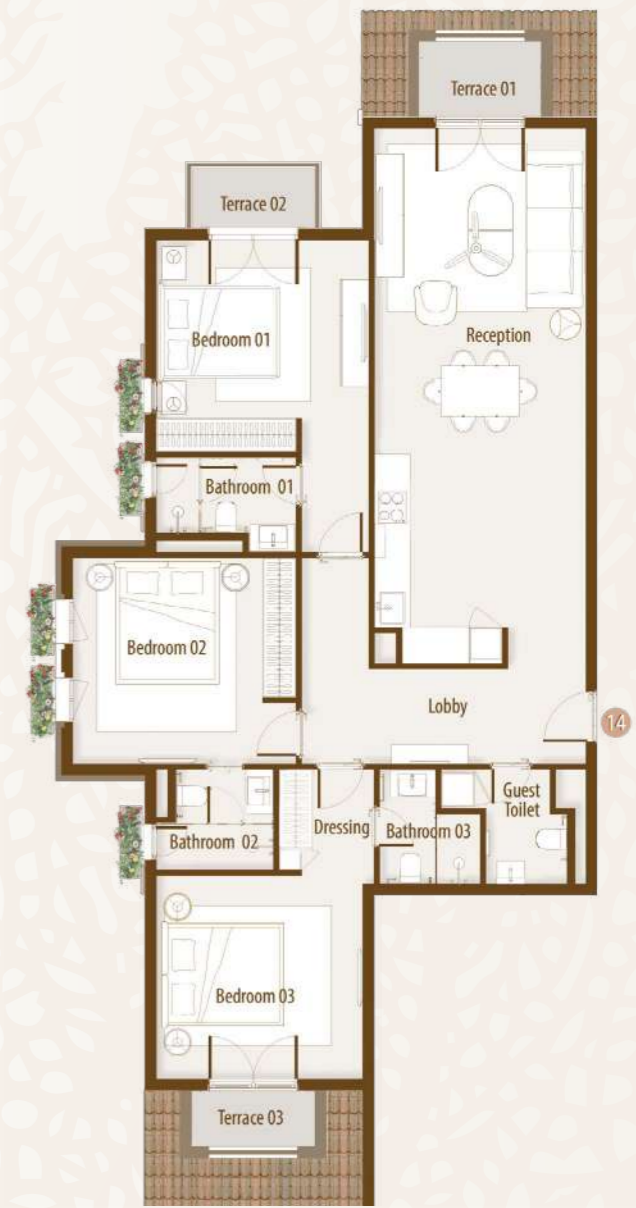 Terrace 01
Terrace 02
Bedroom 01
Reception
Bathroom 01
Bedroom 02
Lobby
14
Guest
Toilet
Dressing
Bathroom 03
Bathroom 02
Bedroom 03
Terrace 03